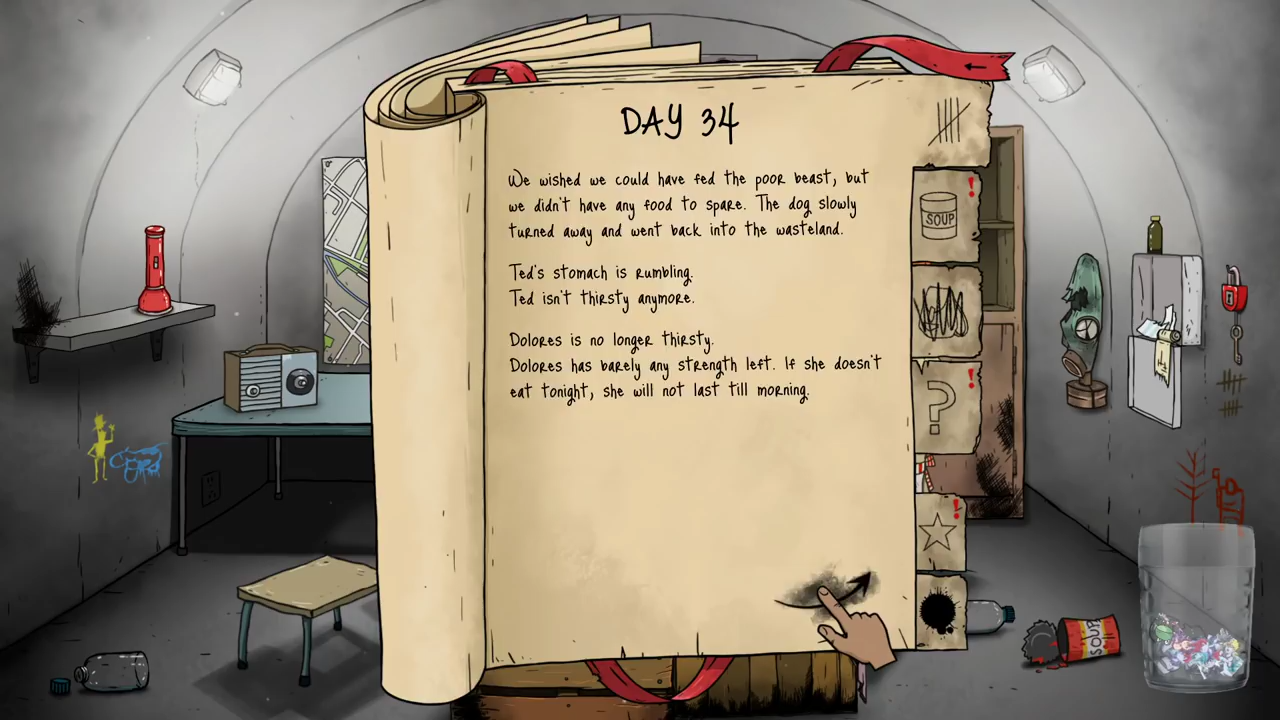 DAY 34
We wished we could have fed the poor beast, but
we didn't have any food to spare. The dog slowly
turned away and went back into the wasteland.
Ted's stomach is rumbling.
Ted isn't thirsty anymore.
Dolores is no longer thirsty.
Dolores has barely any strength left. If she doesn't
eat tonight, she will not last till morning.
SOUP
!
?
!
!
SOUP